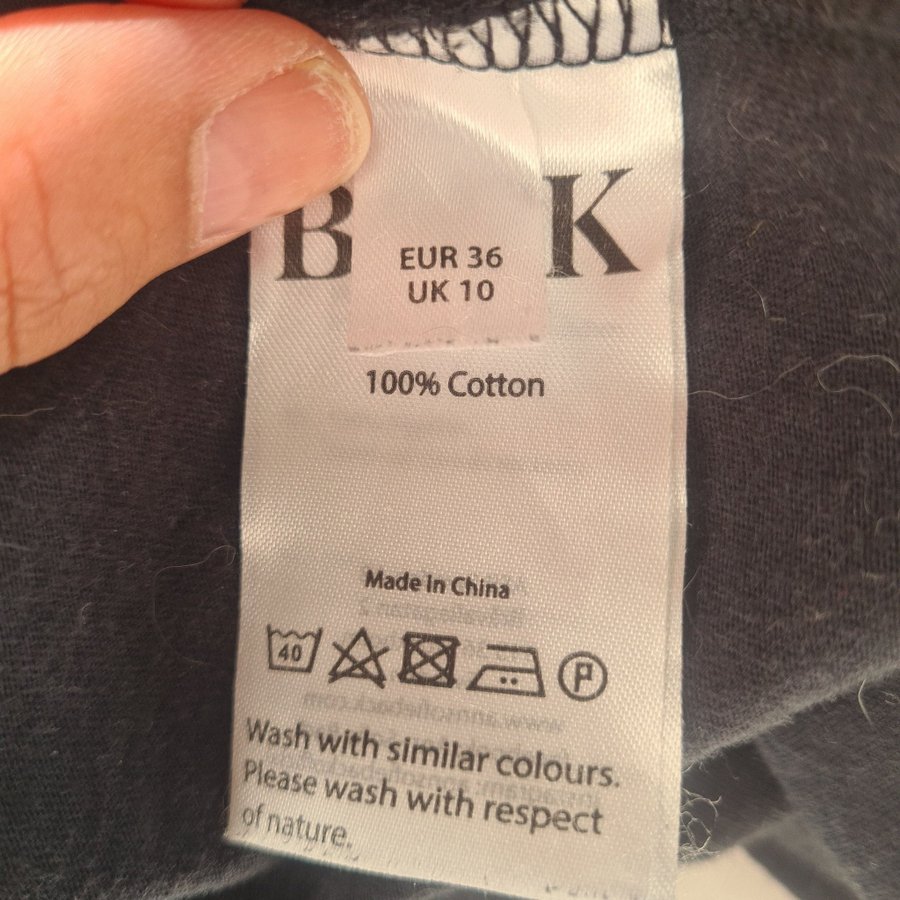 B K
EUR 36
UK 10
100% Cotton
Made In China
40 P
Wash with similar colours.
Please wash with respect
of nature.